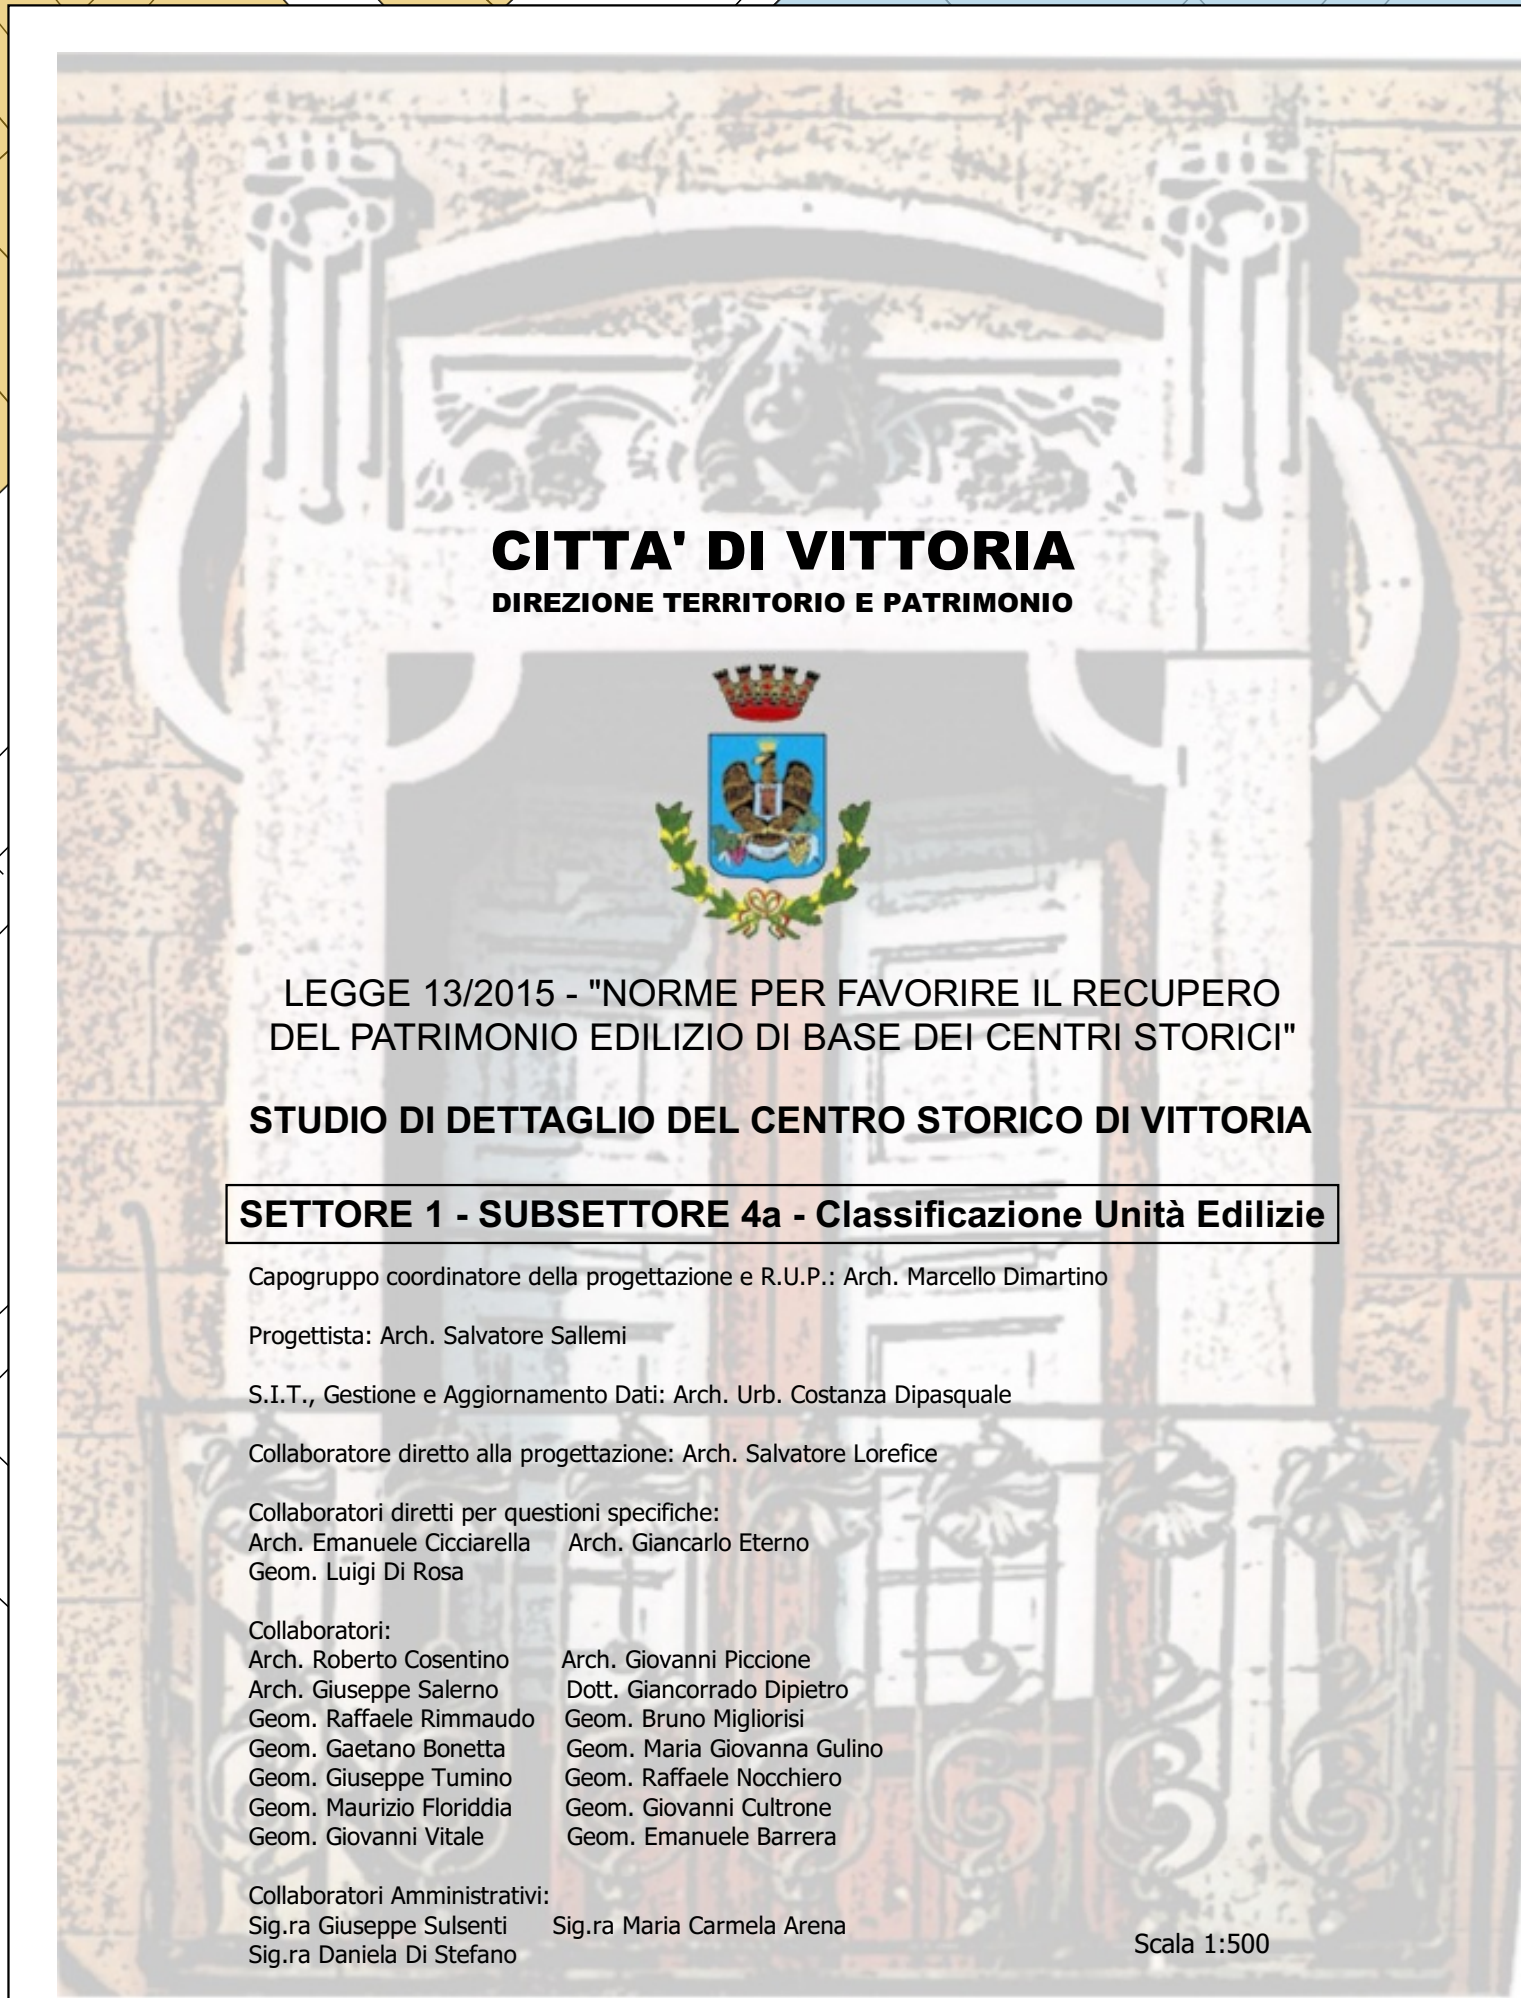 CITTA' DI VITTORIA
DIREZIONE TERRITORIO E PATRIMONIO
LEGGE 13/2015 - "NORME PER FAVORIRE IL RECUPERO
DEL PATRIMONIO EDILIZIO DI BASE DEI CENTRI STORICI"
STUDIO DI DETTAGLIO DEL CENTRO STORICO DI VITTORIA
SETTORE 1 - SUBSETTORE 4a - Classificazione Unità Edilizie
Capogruppo coordinatore della progettazione e R.U.P.: Arch. Marcello Dimartino
Progettista: Arch. Salvatore Sallemi
S.I.T., Gestione e Aggiornamento Dati: Arch. Urb. Costanza Dipasquale
Collaboratore diretto alla progettazione: Arch. Salvatore Lorefice
Collaboratori diretti per questioni specifiche:
Arch. Emanuele Cicciarella Arch. Giancarlo Eterno
Geom. Luigi Di Rosa
Collaboratori:
Arch. Roberto Cosentino Arch. Giovanni Piccione
Arch. Giuseppe Salerno Dott. Giancorrado Dipietro
Geom. Raffaele Rimmaudo Geom. Bruno Migliorisi
Geom. Gaetano Bonetta Geom. Maria Giovanna Gulino
Geom. Giuseppe Tumino Geom. Raffaele Nocchiero
Geom. Maurizio Floriddia Geom. Giovanni Cultrone
Geom. Giovanni Vitale Geom. Emanuele Barrera
Collaboratori Amministrativi:
Sig.ra Giuseppe Sulsenti Sig.ra Maria Carmela Arena
Sig.ra Daniela Di Stefano
Scala 1:500